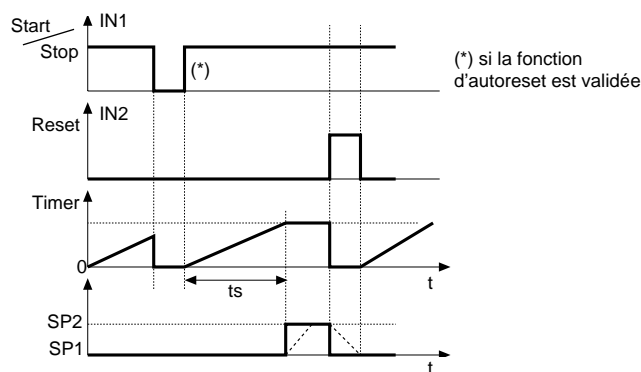 Start
Stop
IN1
(*)
(*) si la fonction
d'autoreset est validée
IN2
Reset
Timer
0
ts
t
SP2
SP1
t